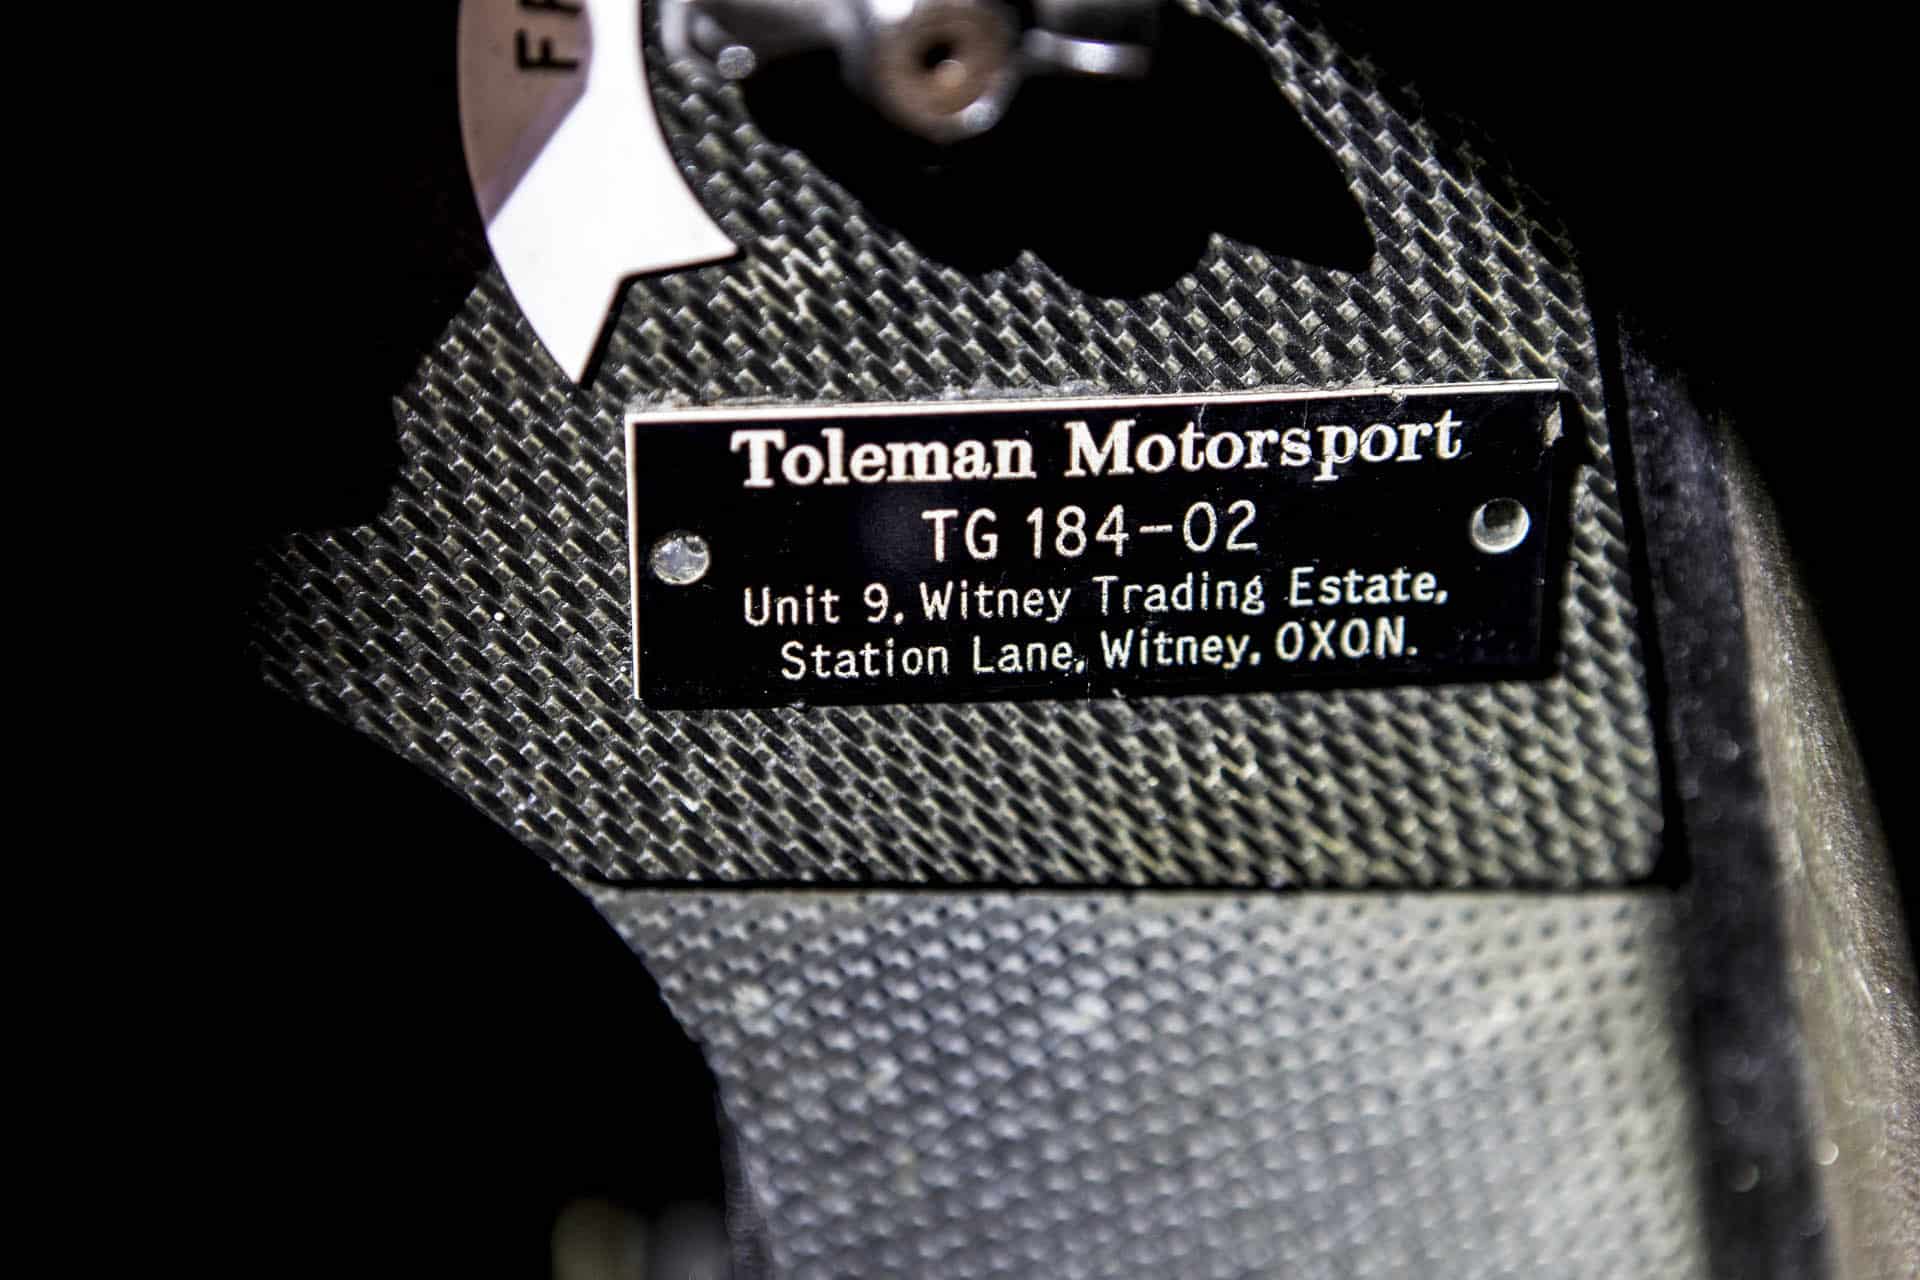 Toleman Motorsport
TG 184-02
Unit 9, Witney Trading Estate,
Station Lane, Witney, OXON.